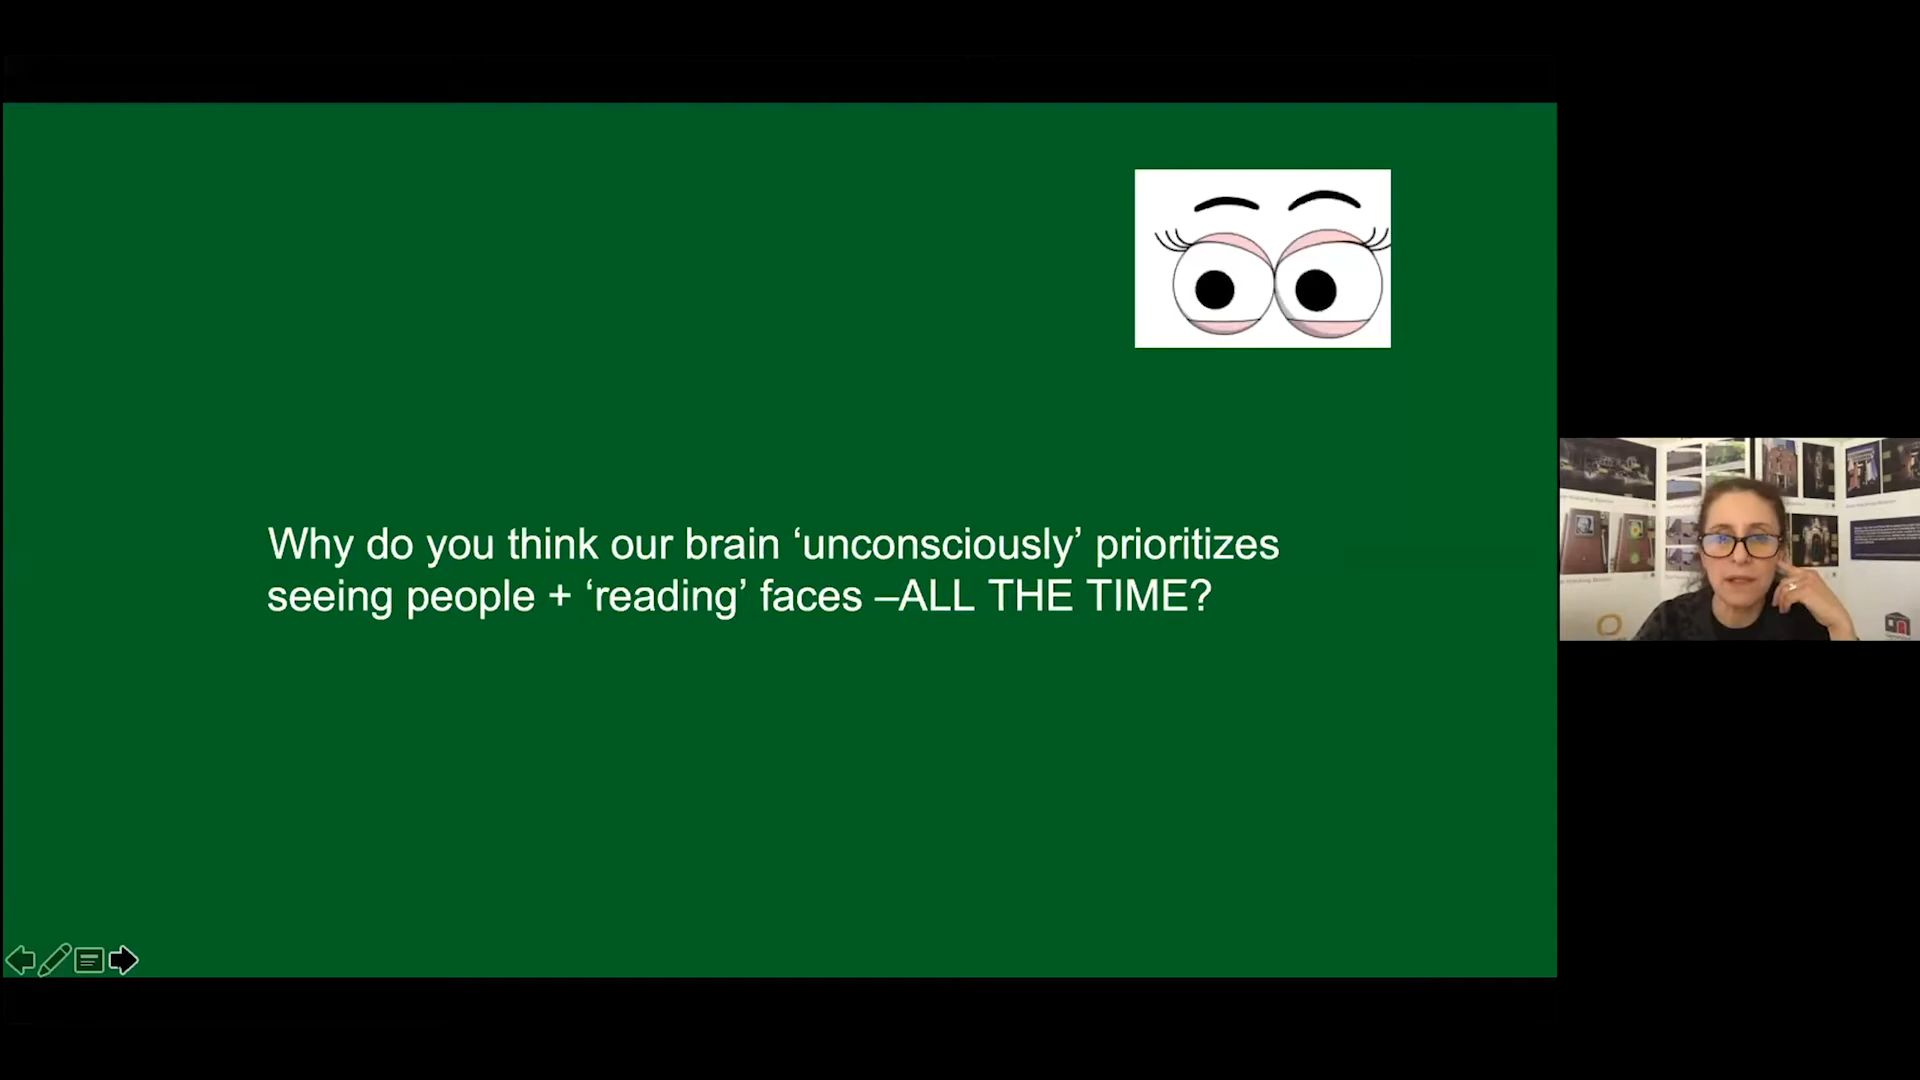 Why do you think our brain ‘unconsciously’ prioritizes
seeing people + ‘reading’ faces –ALL THE TIME?